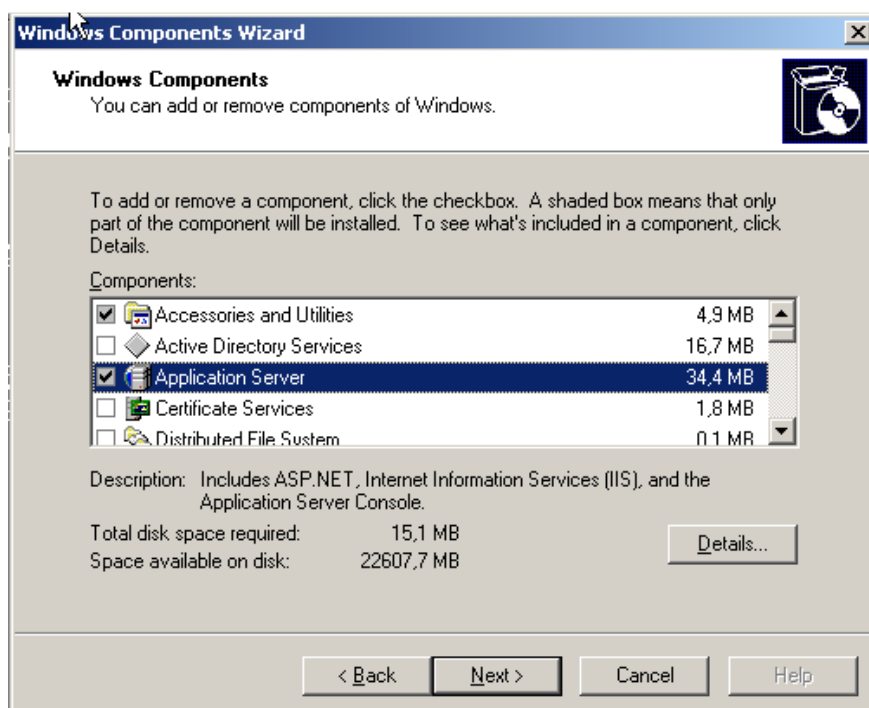 Windows Components Wizard
Windows Components
You can add or remove components of Windows.
To add or remove a component, click the checkbox. A shaded box means that only
part of the component will be installed. To see what's included in a component, click
Details.
Components:
Accessories and Utilities 4,9 MB
Active Directory Services 16,7 MB
Application Server 34,4 MB
Certificate Services 1,8 MB
Distributed File System 0,1 MB
Description: Includes ASP.NET, Internet Information Services (IIS), and the
Application Server Console.
Total disk space required: 15,1 MB
Space available on disk: 22607,7 MB
Details...
< Back Next > Cancel Help